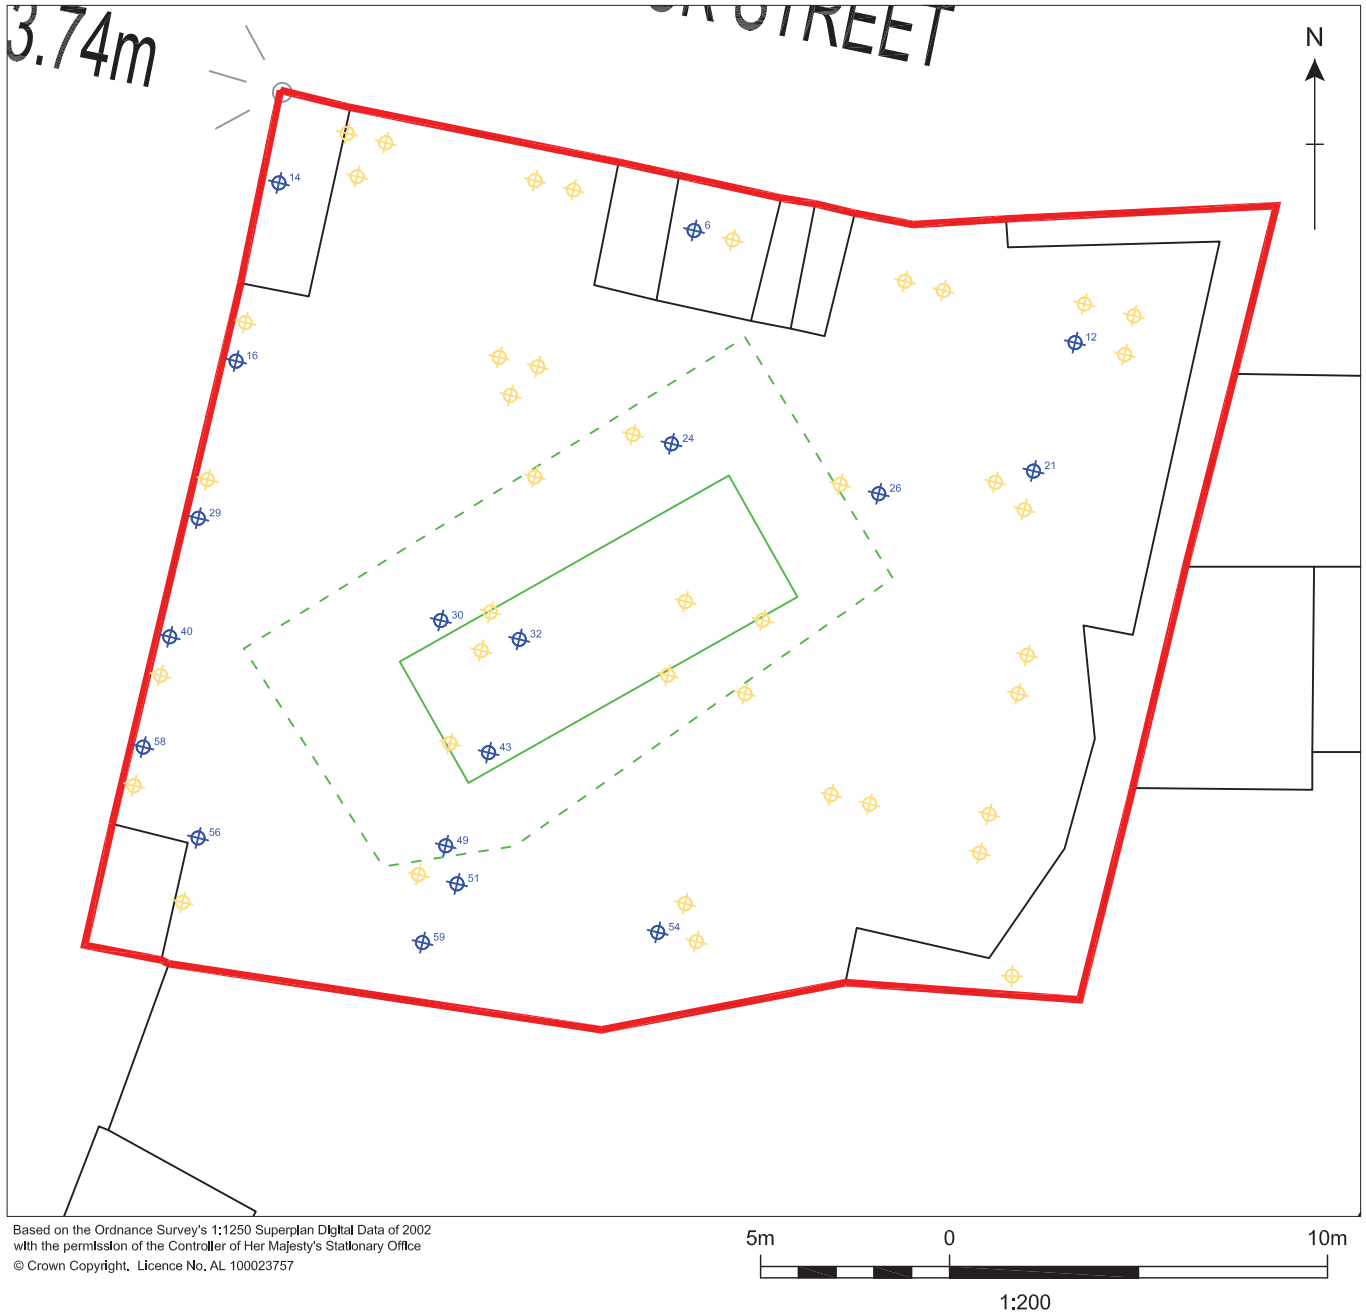 STREET
3.74m
N
14
6
12
16
24
21
26
29
30
32
40
43
58
56
49
51
54
59
Based on the Ordnance Survey's 1:1250 Superplan Digital Data of 2002
with the permission of the Controller of Her Majesty's Stationary Office
© Crown Copyright. Licence No. AL 100023757
5m 0 10m
1:200